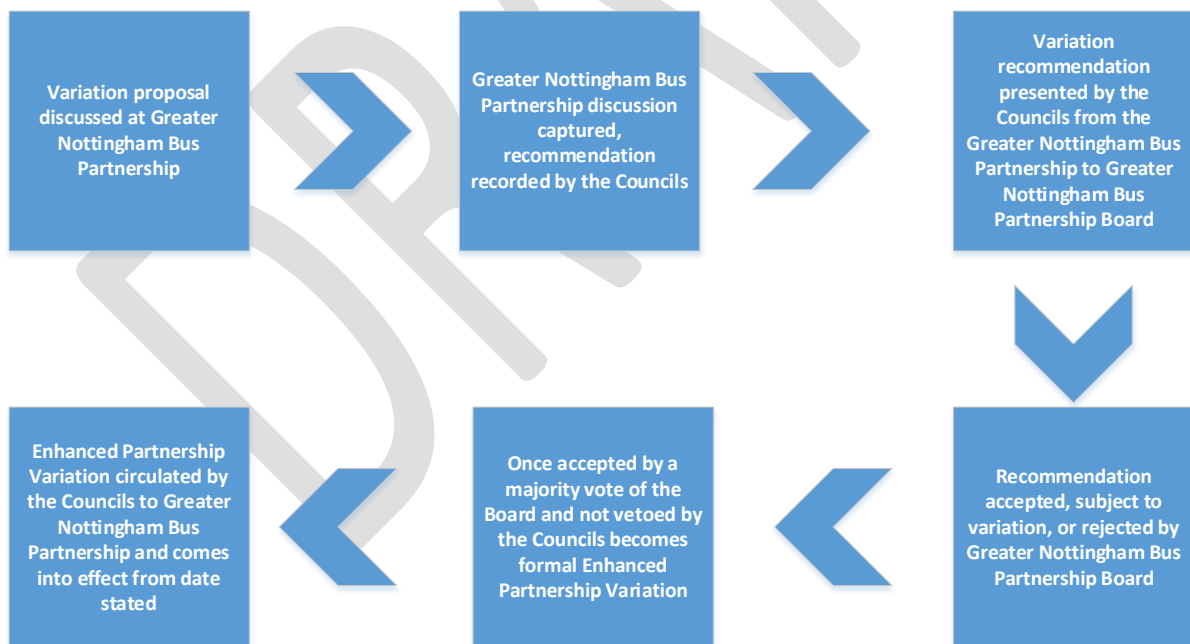 Variation proposal
discussed at Greater
Nottingham Bus
Partnership
Greater Nottingham Bus
Partnership discussion
captured,
recommendation
recorded by the Councils
Variation
recommendation
presented by the
Councils from the
Greater Nottingham Bus
Partnership to Greater
Nottingham Bus
Partnership Board
Recommendation
accepted, subject to
variation, or rejected by
Greater Nottingham Bus
Partnership Board
Once accepted by a
majority vote of the
Board and not vetoed by
the Councils becomes
formal Enhanced
Partnership Variation
Enhanced Partnership
Variation circulated by
the Councils to Greater
Nottingham Bus
Partnership and comes
into effect from date
stated